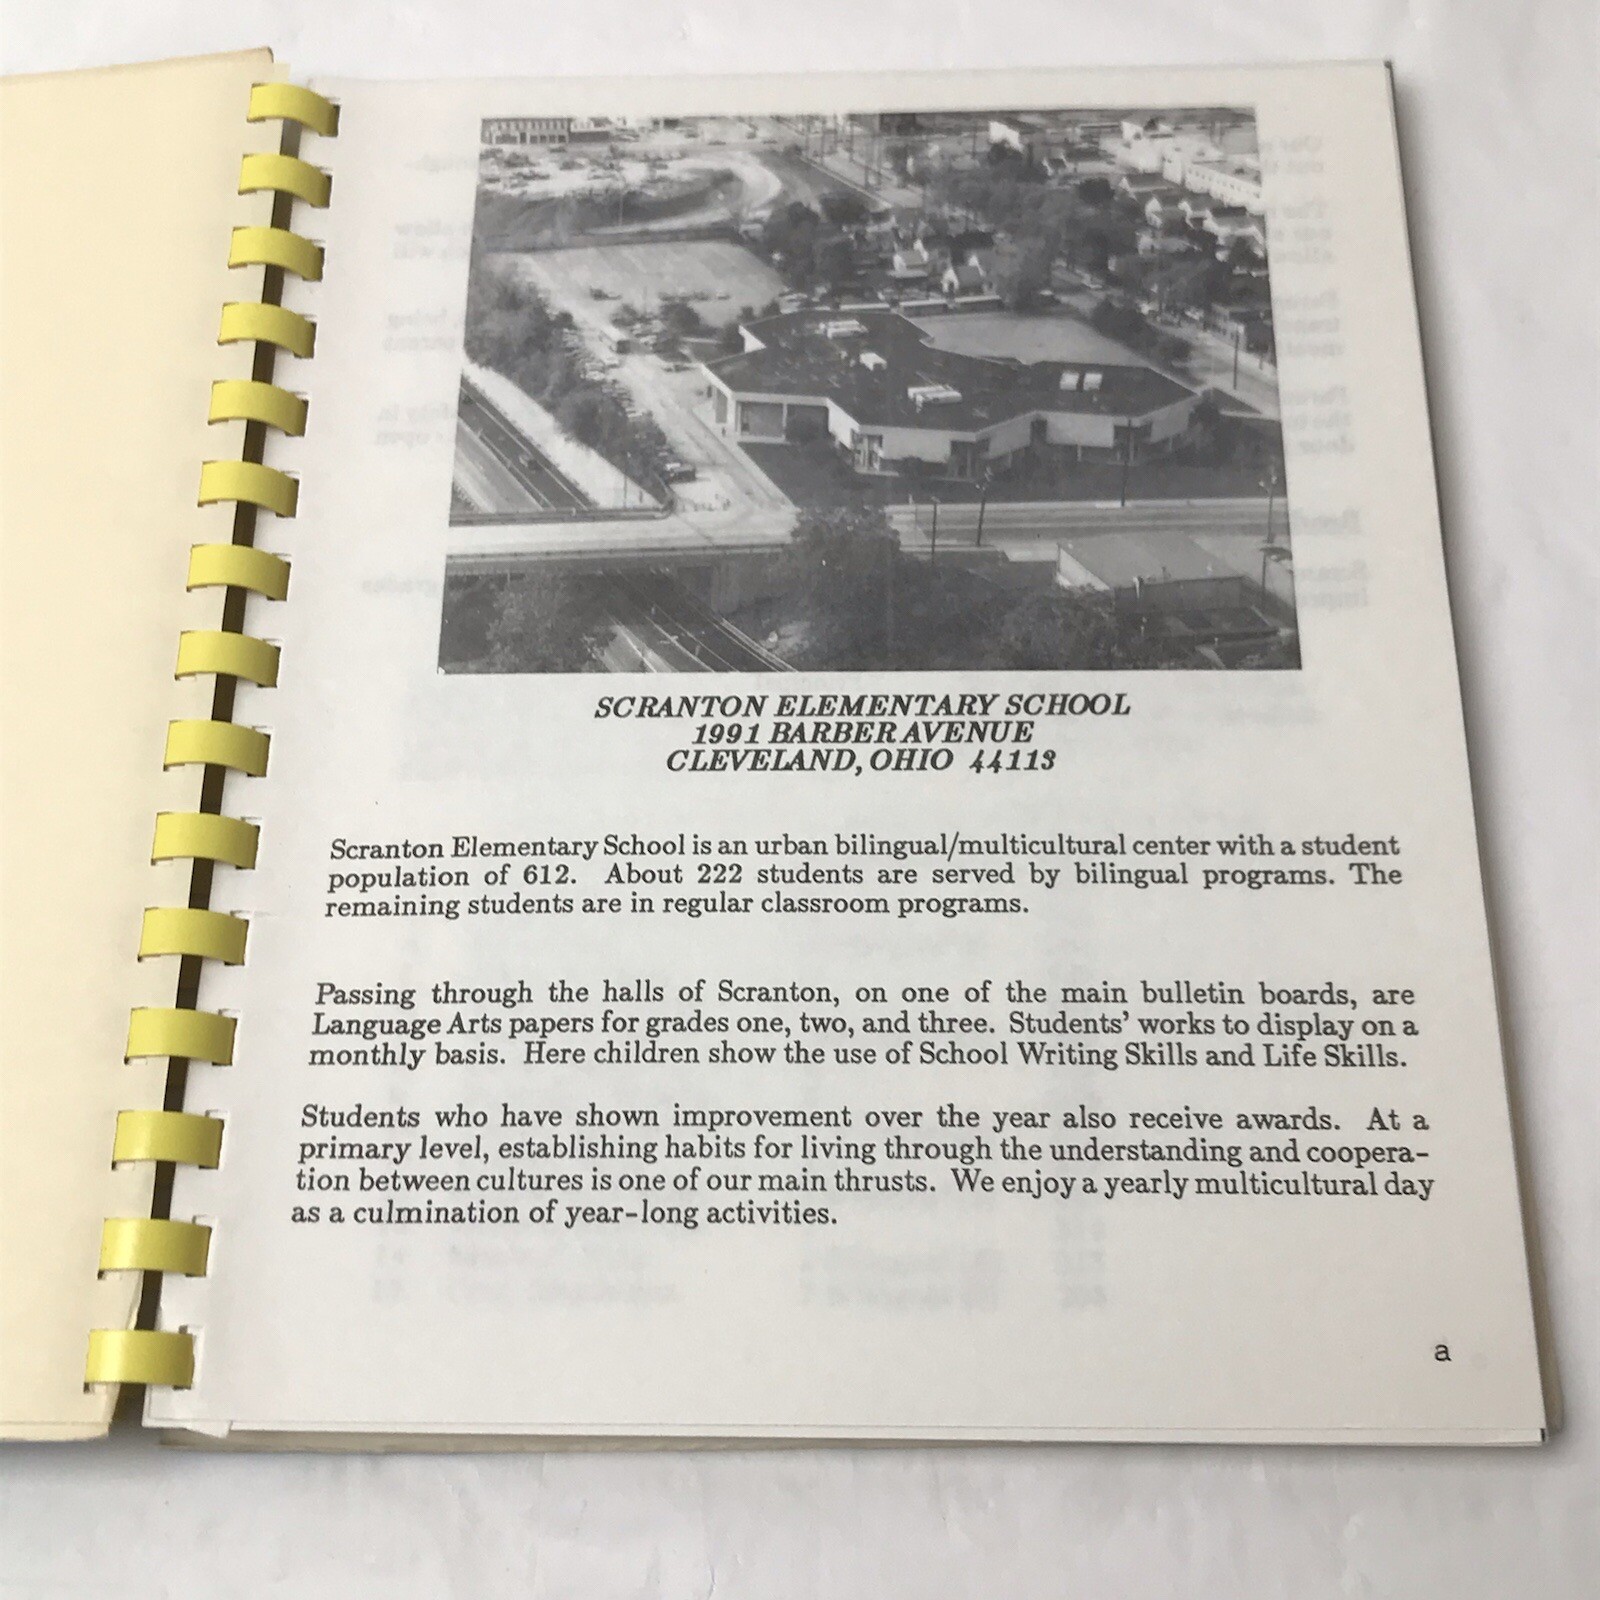 SCRANTON ELEMENTARY SCHOOL
1991 BARBER AVENUE
CLEVELAND, OHIO 44113
Scranton Elementary School is an urban bilingual/multicultural center with a student
population of 612. About 222 students are served by bilingual programs. The
remaining students are in regular classroom programs.
Passing through the halls of Scranton, on one of the main bulletin boards, are
Language Arts papers for grades one, two, and three. Students' works to display on a
monthly basis. Here children show the use of School Writing Skills and Life Skills.
Students who have shown improvement over the year also receive awards. At a
primary level, establishing habits for living through the understanding and coopera-
tion between cultures is one of our main thrusts. We enjoy a yearly multicultural day
as a culmination of year-long activities.
a